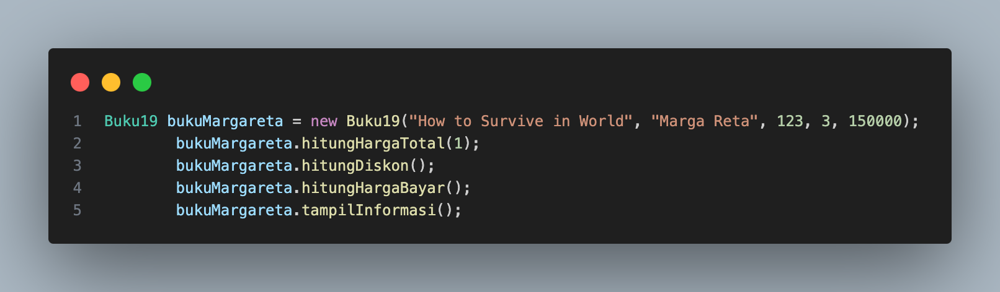 1 Buku19 bukuMargareta = new Buku19("How to Survive in World", "Marga Reta", 123, 3, 150000);
2         bukuMargareta.hitungHargaTotal(1);
3         bukuMargareta.hitungDiskon();
4         bukuMargareta.hitungHargaBayar();
5         bukuMargareta.tampilInformasi();